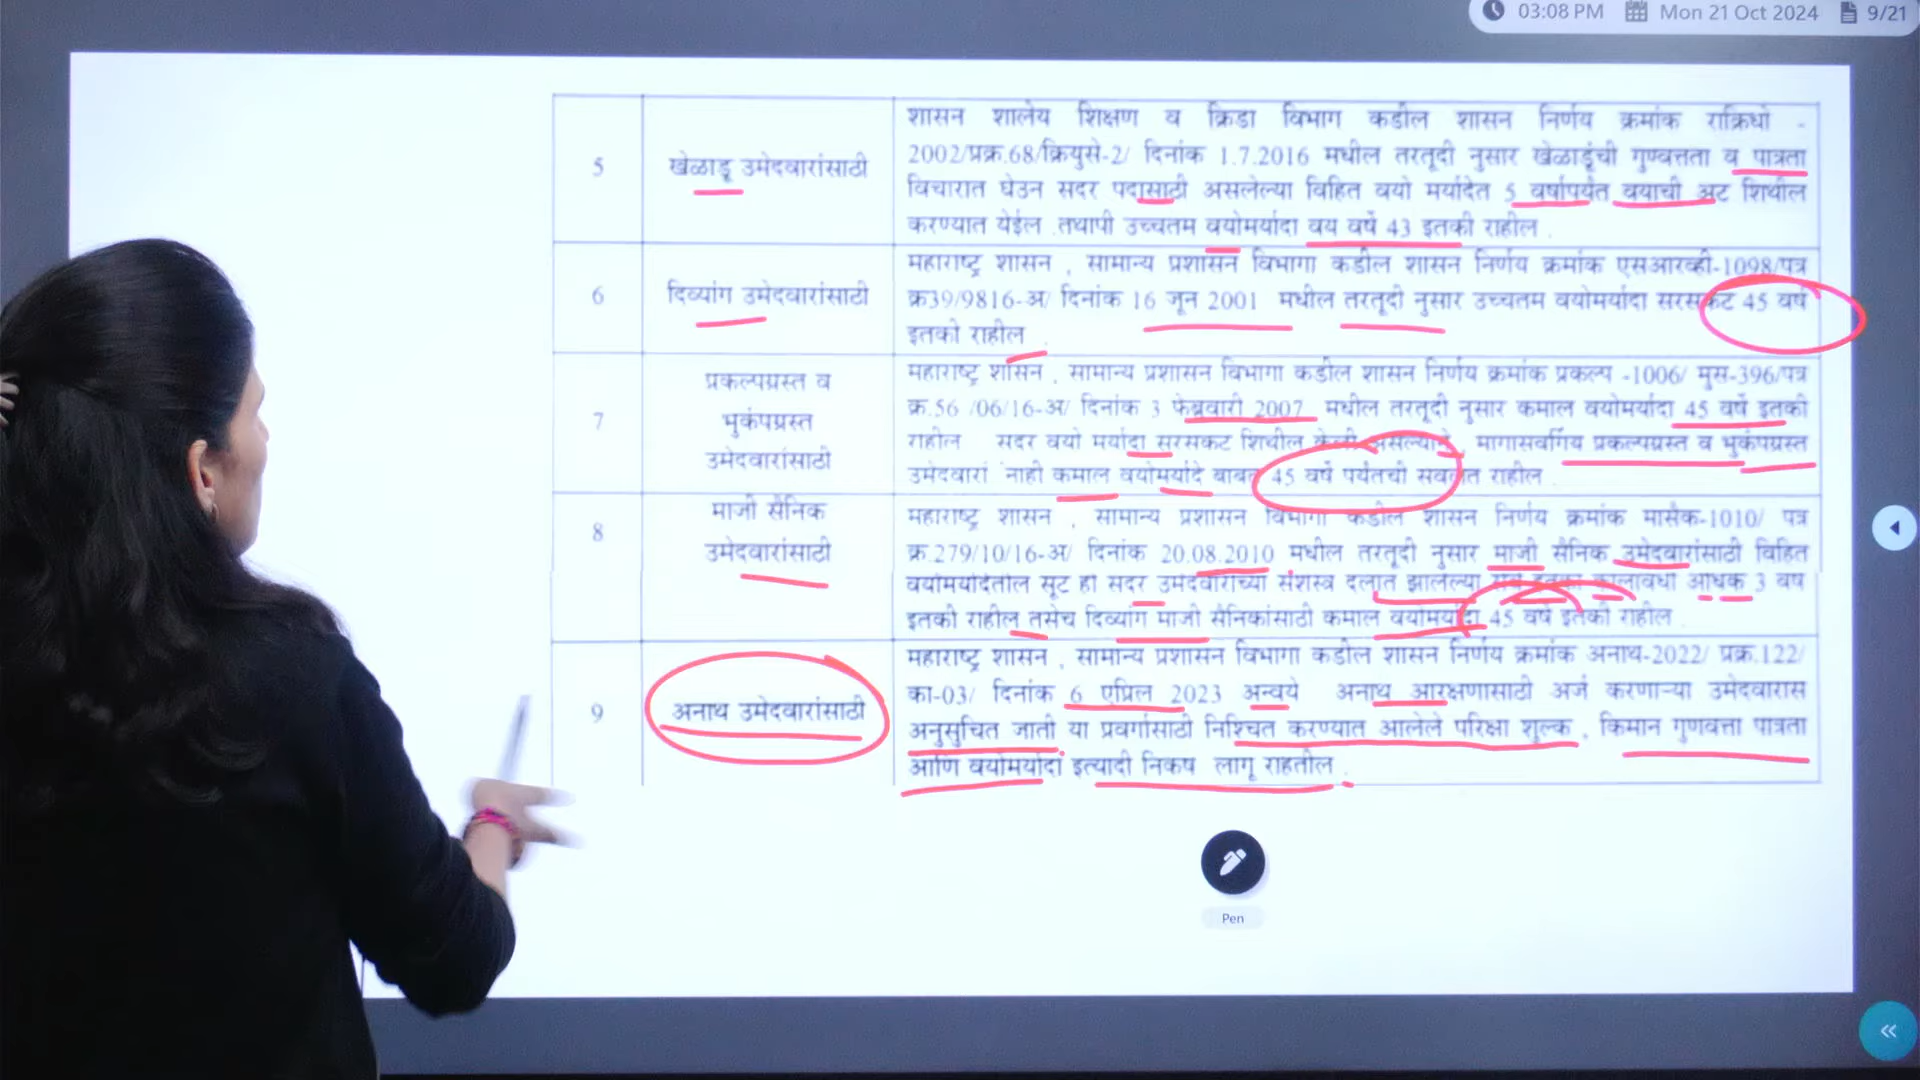 03:08 PM Mon 21 Oct 2024 9/21
5
खेळाडू उमेदवारांसाठी
शासन शालेय शिक्षण व क्रिडा विभाग कडील शासन निर्णय क्रमांक राक्रिधो -
2002/प्रक्र.68/क्रियुसे-2/ दिनांक 1.7.2016 मधील तरतूदी नुसार खेळाडूंची गुणवत्तता व पात्रता
विचारात घेउन सदर पदासाठी असलेल्या विहित वयो मर्यादेत 5 वर्षापर्यंत वयाची अट शिथील
करण्यात येईल .तथापी उच्चतम वयोमर्यादा वय वर्षे 43 इतकी राहील .
6
दिव्यांग उमेदवारांसाठी
महाराष्ट्र शासन , सामान्य प्रशासन विभागा कडील शासन निर्णय क्रमांक एसआरव्ही-1098/पत्र
क्र39/9816-अ/ दिनांक 16 जून 2001 मधील तरतूदी नुसार उच्चतम वयोमर्यादा सरसकट 45 वर्ष
इतकी राहील .
7
प्रकल्पग्रस्त व
भुकंपग्रस्त
उमेदवारांसाठी
महाराष्ट्र शासन , सामान्य प्रशासन विभागा कडील शासन निर्णय क्रमांक प्रकल्प -1006/ मुस-396/पत्र
क्र.56 /06/16-अ/ दिनांक 3 फेब्रवारी 2007 मधील तरतूदी नुसार कमाल वयोमर्यादा 45 वर्षे इतकी
राहील सदर वयो मर्यादा सरसकट शिथील केली असल्याने मागासवर्गिय प्रकल्पग्रस्त व भुकंपग्रस्त
उमेदवारां नाही कमाल वयोमर्यादे बाबत 45 वर्षे पर्यंतची सवलत राहील .
8
माजी सैनिक
उमेदवारांसाठी
महाराष्ट्र शासन , सामान्य प्रशासन विभागा कडील शासन निर्णय क्रमांक मासैक-1010/ पत्र
क्र.279/10/16-अ/ दिनांक 20.08.2010 मधील तरतूदी नुसार माजी सैनिक उमेदवारांसाठी विहित
वयोमर्यादेतील सूट ही सदर उमेदवाराच्या सशस्त्र दलात झालेल्या इतका कालावधी अधिक 3 वर्ष
इतकी राहील तसेच दिव्यांग माजी सैनिकांसाठी कमाल वयोमर्यादा 45 वर्षे इतकी राहील .
9
अनाथ उमेदवारांसाठी
महाराष्ट्र शासन , सामान्य प्रशासन विभागा कडील शासन निर्णय क्रमांक अनाथ-2022/ प्रक्र.122/
का-03/ दिनांक 6 एप्रिल 2023 अन्वये अनाथ आरक्षणासाठी अर्ज करणाऱ्या उमेदवारास
अनुसुचित जाती या प्रवर्गासाठी निश्चित करण्यात आलेले परिक्षा शुल्क , किमान गुणवत्ता पात्रता
आणि वयोमर्यादा इत्यादी निकष लागू राहतील .
Pen